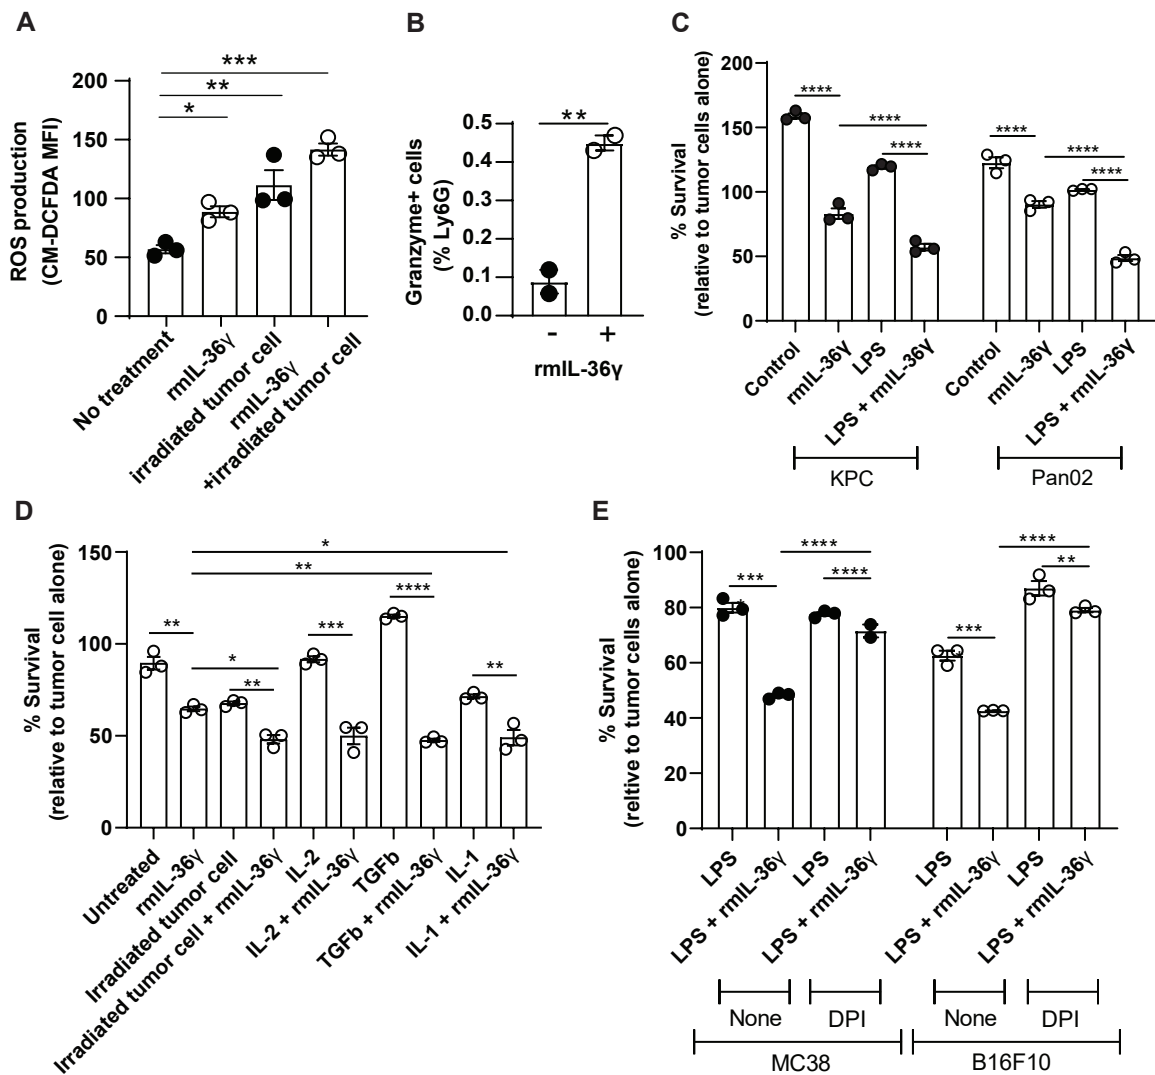 A
ROS production
(CM-DCFDA MFI)
200
150
100
50
0
*
**
***
No treatment
rmIL-36γ
irradiated tumor cell
rmIL-36γ
+irradiated tumor cell
B
Granzyme+ cells
(% Ly6G)
0.5
0.4
0.3
0.2
0.1
0.0
**
- +
rmIL-36γ
C
% Survival
(relative to tumor cells alone)
200
150
100
50
0
****
****
****
****
****
****
Control
rmIL-36γ
LPS
LPS + rmIL-36γ
Control
rmIL-36γ
LPS
LPS + rmIL-36γ
KPC
Pan02
D
% Survival
(relative to tumor cell alone)
150
100
50
0
*
**
****
**
***
*
**
**
Untreated
rmIL-36γ
Irradiated tumor cell
Irradiated tumor cell + rmIL-36γ
IL-2
IL-2 + rmIL-36γ
TGFb
TGFb + rmIL-36γ
IL-1
IL-1 + rmIL-36γ
E
% Survival
(reltive to tumor cells alone)
100
80
60
40
20
0
****
****
***
****
**
***
LPS
LPS + rmIL-36γ
LPS
LPS + rmIL-36γ
LPS
LPS + rmIL-36γ
LPS
LPS + rmIL-36γ
None
DPI
None
DPI
MC38
B16F10